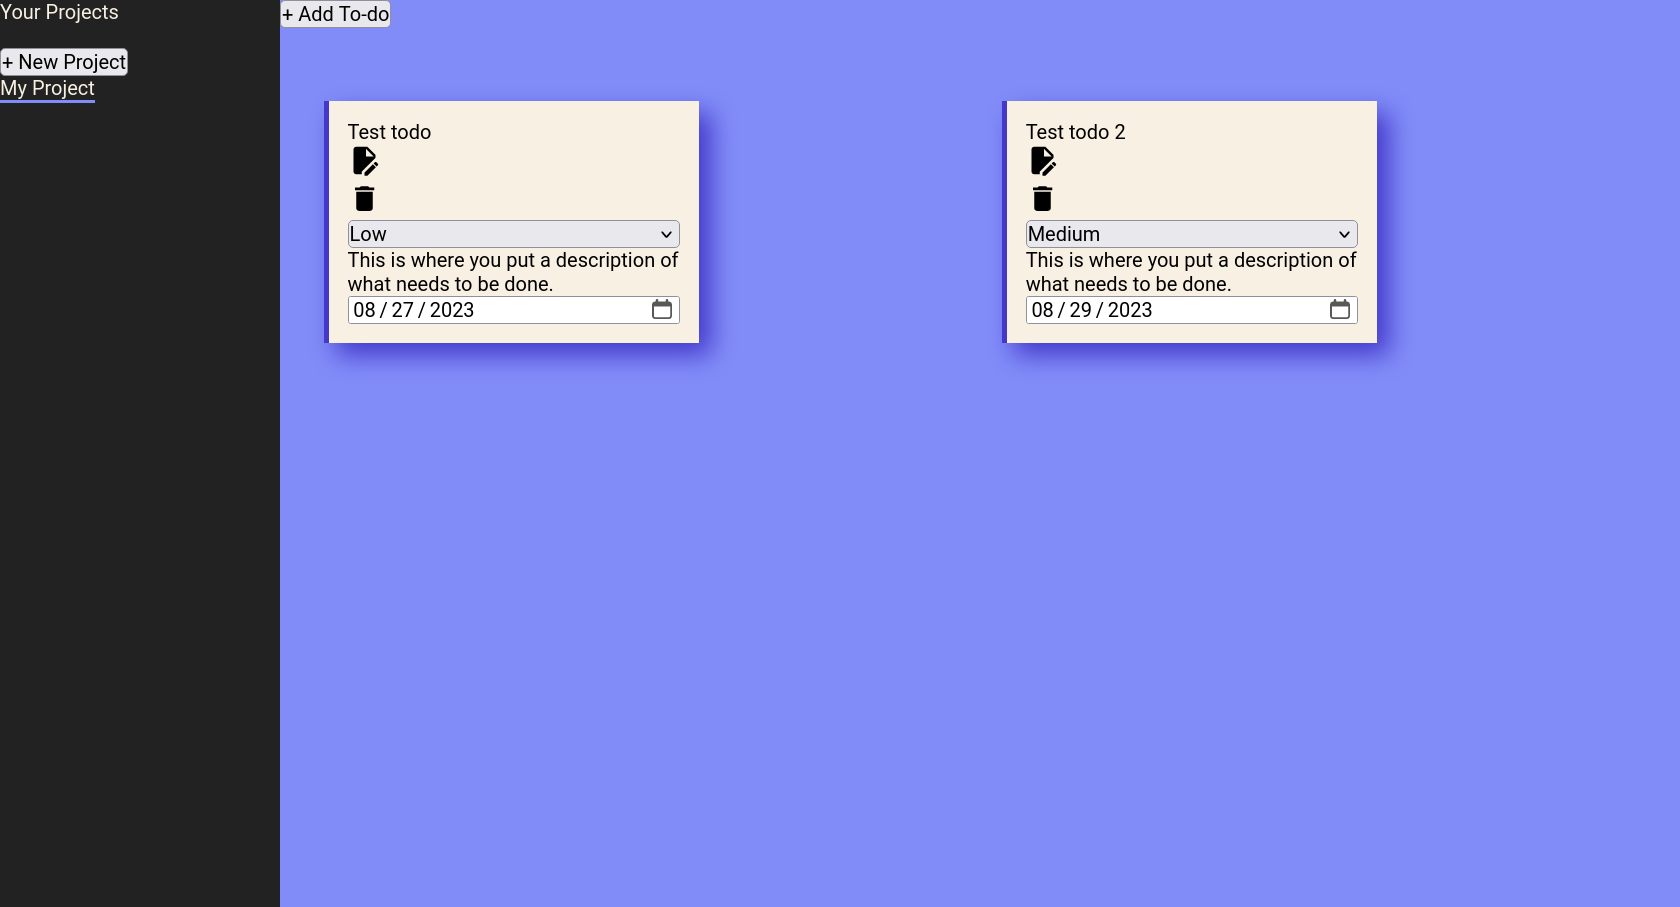 Your Projects
+ New Project
My Project
+ Add To-do
Test todo
Low
This is where you put a description of
what needs to be done.
08 / 27 / 2023
Test todo 2
Medium
This is where you put a description of
what needs to be done.
08 / 29 / 2023